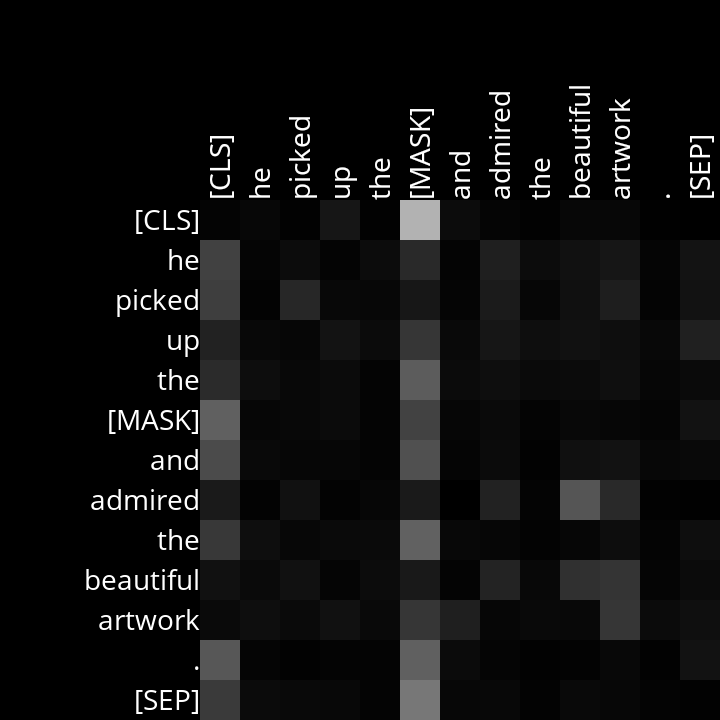 [CLS] he picked up the [MASK] and admired the beautiful artwork . [SEP]
[CLS]
he
picked
up
the
[MASK]
and
admired
the
beautiful
artwork
.
[SEP]